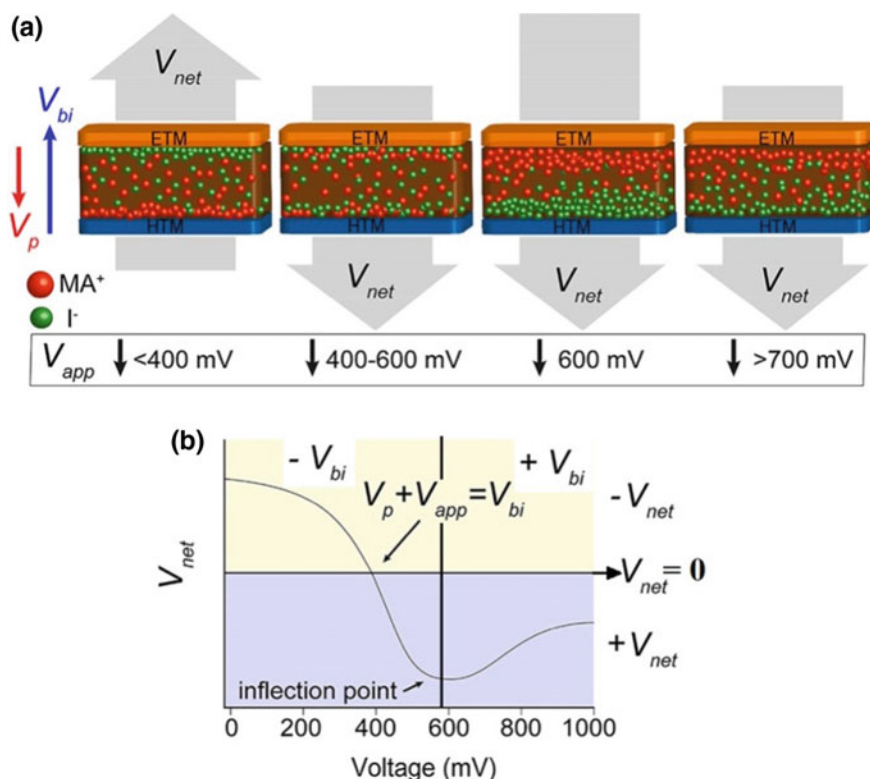 (a)
V_net
V_bi
V_p
ETM ETM ETM ETM
HTM HTM HTM HTM
V_net V_net V_net
MA⁺
I⁻
V_app ↓ <400 mV ↓ 400-600 mV ↓ 600 mV ↓ >700 mV
(b)
- V_bi + V_bi
V_p + V_app = V_bi
- V_net
V_net
V_net = 0
+ V_net
inflection point
0 200 400 600 800 1000
Voltage (mV)